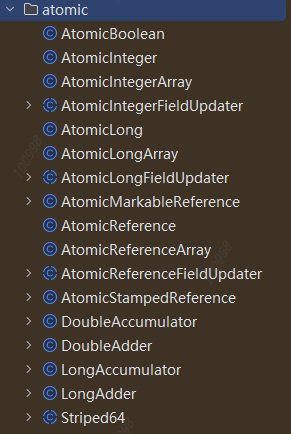 atomic
AtomicBoolean
AtomicInteger
AtomicIntegerArray
AtomicIntegerFieldUpdater
AtomicLong
AtomicLongArray
AtomicLongFieldUpdater
AtomicMarkableReference
AtomicReference
AtomicReferenceArray
AtomicReferenceFieldUpdater
AtomicStampedReference
DoubleAccumulator
DoubleAdder
LongAccumulator
LongAdder
Striped64